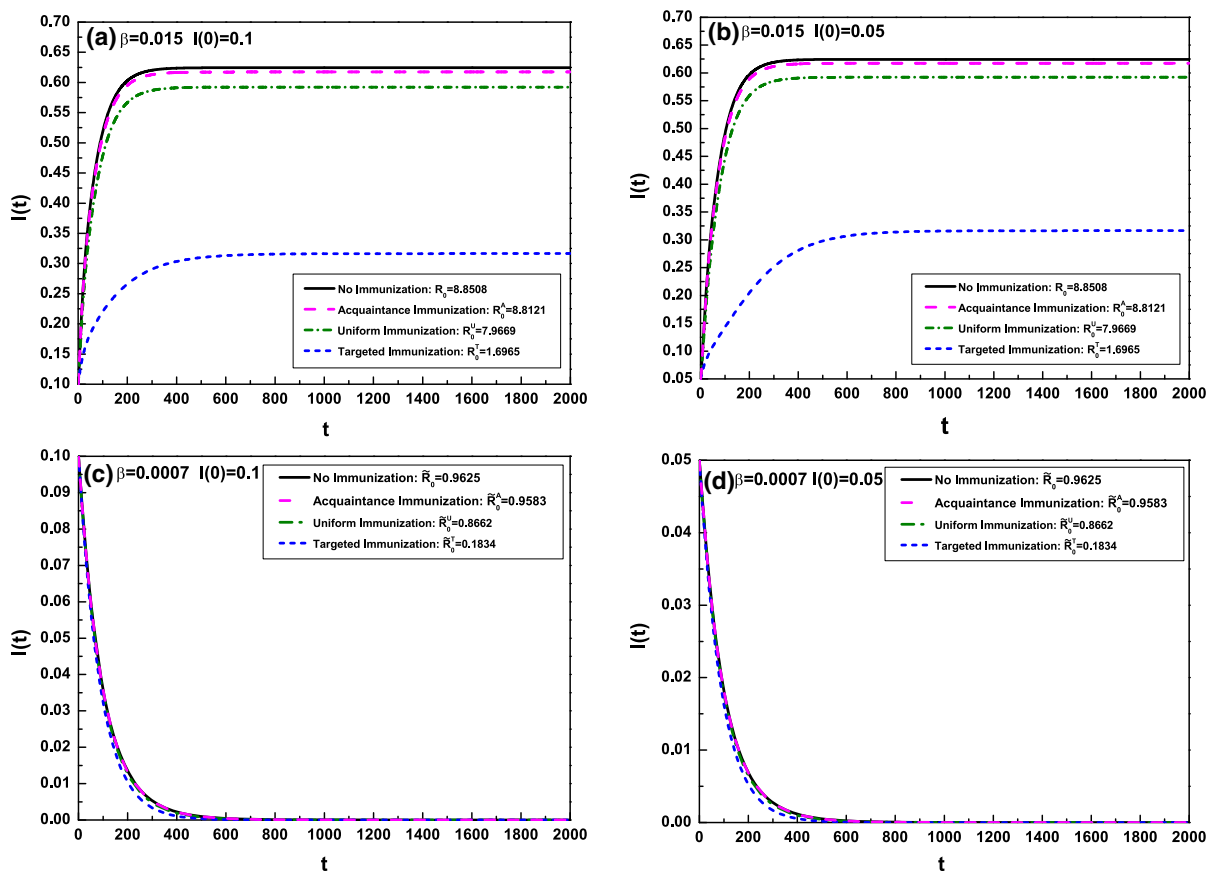 (a) β=0.015 I(0)=0.1
0.70
0.65
0.60
0.55
0.50
0.45
0.40
0.35
0.30
0.25
0.20
0.15
0.10
I(t)
No Immunization: R₀=8.8508
Acquaintance Immunization: R₀ᴬ=8.8121
Uniform Immunization: R₀ᵁ=7.9669
Targeted Immunization: R₀ᵀ=1.6965
0 200 400 600 800 1000 1200 1400 1600 1800 2000
t
(b) β=0.015 I(0)=0.05
0.70
0.65
0.60
0.55
0.50
0.45
0.40
0.35
0.30
0.25
0.20
0.15
0.10
0.05
I(t)
No Immunization: R₀=8.8508
Acquaintance Immunization: R₀ᴬ=8.8121
Uniform Immunization: R₀ᵁ=7.9669
Targeted Immunization: R₀ᵀ=1.6965
0 200 400 600 800 1000 1200 1400 1600 1800 2000
t
(c) β=0.0007 I(0)=0.1
0.10
0.09
0.08
0.07
0.06
0.05
0.04
0.03
0.02
0.01
0.00
I(t)
No Immunization: R̃₀=0.9625
Acquaintance Immunization: R̃₀ᴬ=0.9583
Uniform Immunization: R̃₀ᵁ=0.8662
Targeted Immunization: R̃₀ᵀ=0.1834
0 200 400 600 800 1000 1200 1400 1600 1800 2000
t
(d) β=0.0007 I(0)=0.05
0.05
0.04
0.03
0.02
0.01
0.00
I(t)
No Immunization: R̃₀=0.9625
Acquaintance Immunization: R̃₀ᴬ=0.9583
Uniform Immunization: R̃₀ᵁ=0.8662
Targeted Immunization: R̃₀ᵀ=0.1834
0 200 400 600 800 1000 1200 1400 1600 1800 2000
t